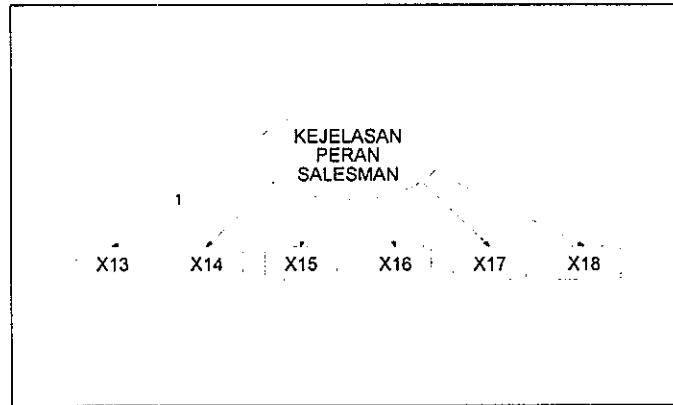 KEJELASAN
PERAN
SALESMAN
1
X13 X14 X15 X16 X17 X18